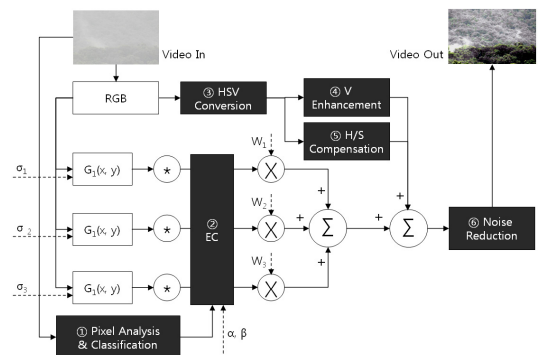 Video In
Video Out
RGB
③ HSV
Conversion
④ V
Enhancement
⑤ H/S
Compensation
σ1
G1(x, y)
*
W1
X
+
σ2
G1(x, y)
*
② EC
W2
X
+
Σ
+
+
Σ
⑥ Noise
Reduction
σ3
G1(x, y)
*
W3
X
+
① Pixel Analysis
& Classification
α, β